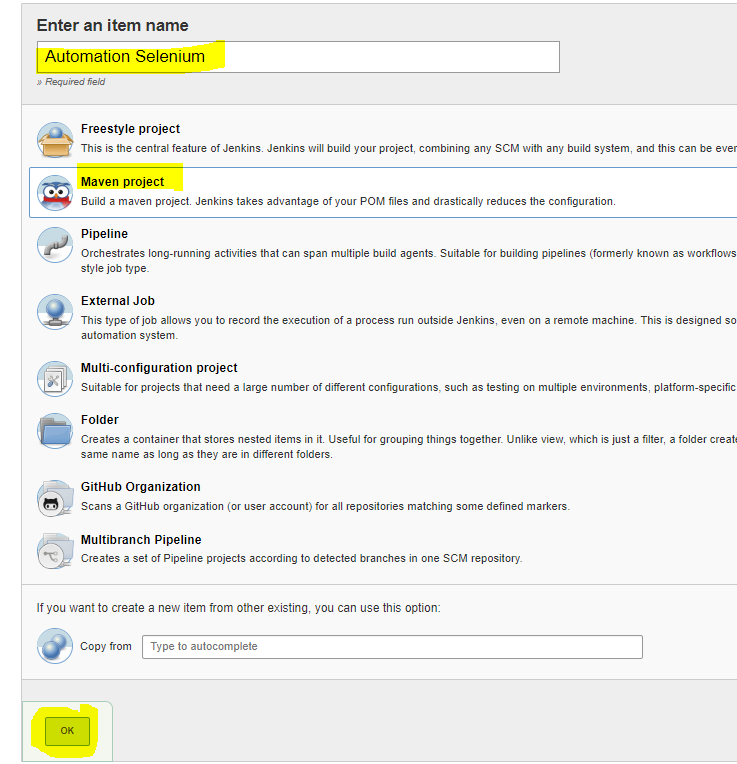 Enter an item name
Automation Selenium
» Required field
Freestyle project
This is the central feature of Jenkins. Jenkins will build your project, combining any SCM with any build system, and this can be ever
Maven project
Build a maven project. Jenkins takes advantage of your POM files and drastically reduces the configuration.
Pipeline
Orchestrates long-running activities that can span multiple build agents. Suitable for building pipelines (formerly known as workflows
style job type.
External Job
This type of job allows you to record the execution of a process run outside Jenkins, even on a remote machine. This is designed so
automation system.
Multi-configuration project
Suitable for projects that need a large number of different configurations, such as testing on multiple environments, platform-specific
Folder
Creates a container that stores nested items in it. Useful for grouping things together. Unlike view, which is just a filter, a folder create
same name as long as they are in different folders.
GitHub Organization
Scans a GitHub organization (or user account) for all repositories matching some defined markers.
Multibranch Pipeline
Creates a set of Pipeline projects according to detected branches in one SCM repository.
If you want to create a new item from other existing, you can use this option:
Copy from Type to autocomplete
OK